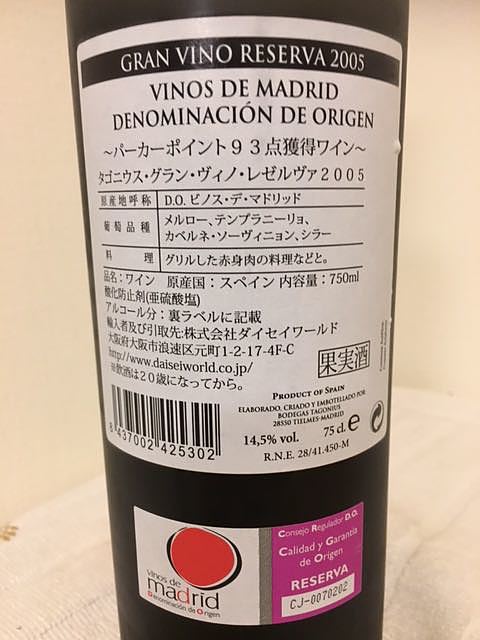 GRAN VINO RESERVA 2005
VINOS DE MADRID
DENOMINACIÓN DE ORIGEN
～パーカーポイント９３点獲得ワイン～
タゴニウス・グラン・ヴィノ・レゼルヴァ２００５
原産地呼称 D.O. ビノス・デ・マドリッド
葡萄品種 メルロー、テンプラニーリョ、
カベルネ・ソーヴィニョン、シラー
料理 グリルした赤身肉の料理などと。
品名：ワイン 原産国：スペイン 内容量：750ml
酸化防止剤(亜硫酸塩)
アルコール分：裏ラベルに記載
輸入者及び引取先:株式会社ダイセイワールド
大阪府大阪市浪速区元町1-2-17-4F-C
http://www.daiseiworld.co.jp/
※飲酒は２０歳になってから。
果実酒
PRODUCT OF SPAIN
ELABORADO, CRIADO Y EMBOTELLADO POR
BODEGAS TAGONIUS
28550 TIELMES-MADRID
14,5% vol. 75 cl. e
R.N.E. 28/41.450-M
8 437002 425302
vinos de
madrid
Denominación de Origen
Consejo Regulador D.O.
Calidad y Garantía
de Origen
RESERVA
CJ-0070202